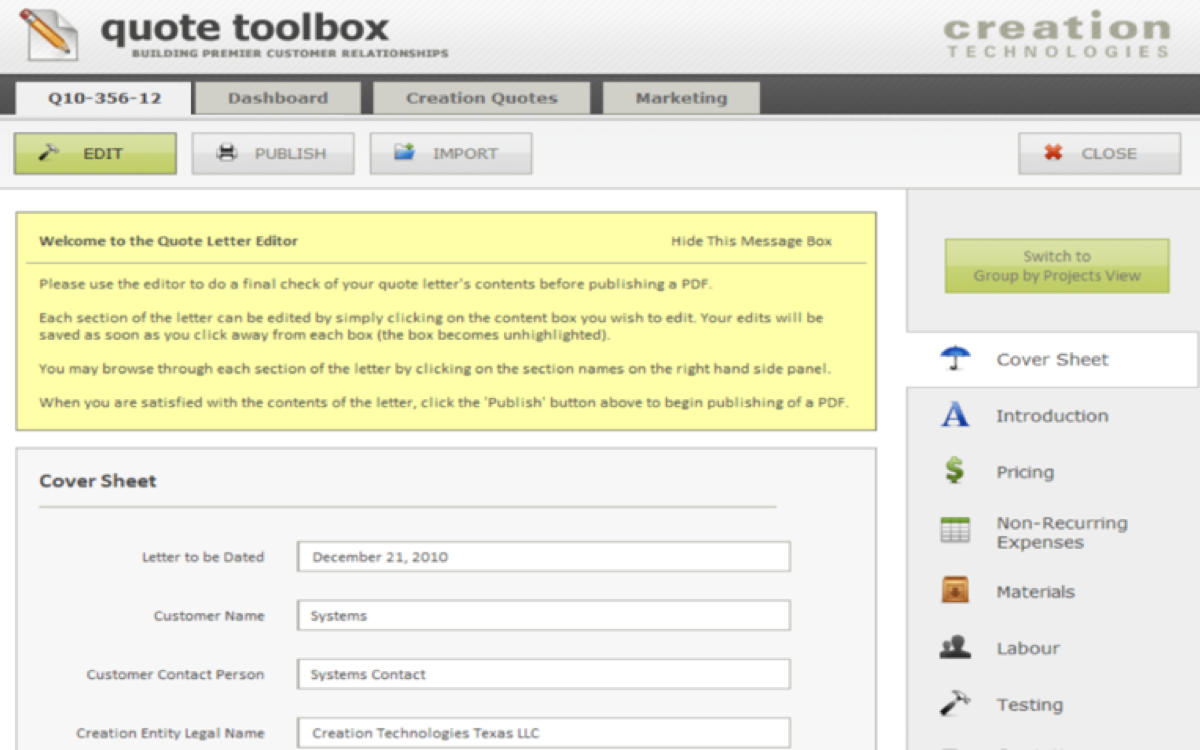 quote toolbox
BUILDING PREMIER CUSTOMER RELATIONSHIPS
creation
TECHNOLOGIES
Q10-356-12
Dashboard
Creation Quotes
Marketing
EDIT
PUBLISH
IMPORT
CLOSE
Welcome to the Quote Letter Editor
Hide This Message Box
Please use the editor to do a final check of your quote letter's contents before publishing a PDF.
Each section of the letter can be edited by simply clicking on the content box you wish to edit. Your edits will be
saved as soon as you click away from each box (the box becomes unhighlighted).
You may browse through each section of the letter by clicking on the section names on the right hand side panel.
When you are satisfied with the contents of the letter, click the 'Publish' button above to begin publishing of a PDF.
Cover Sheet
Letter to be Dated
December 21, 2010
Customer Name
Systems
Customer Contact Person
Systems Contact
Creation Entity Legal Name
Creation Technologies Texas LLC
Switch to
Group by Projects View
Cover Sheet
Introduction
Pricing
Non-Recurring
Expenses
Materials
Labour
Testing